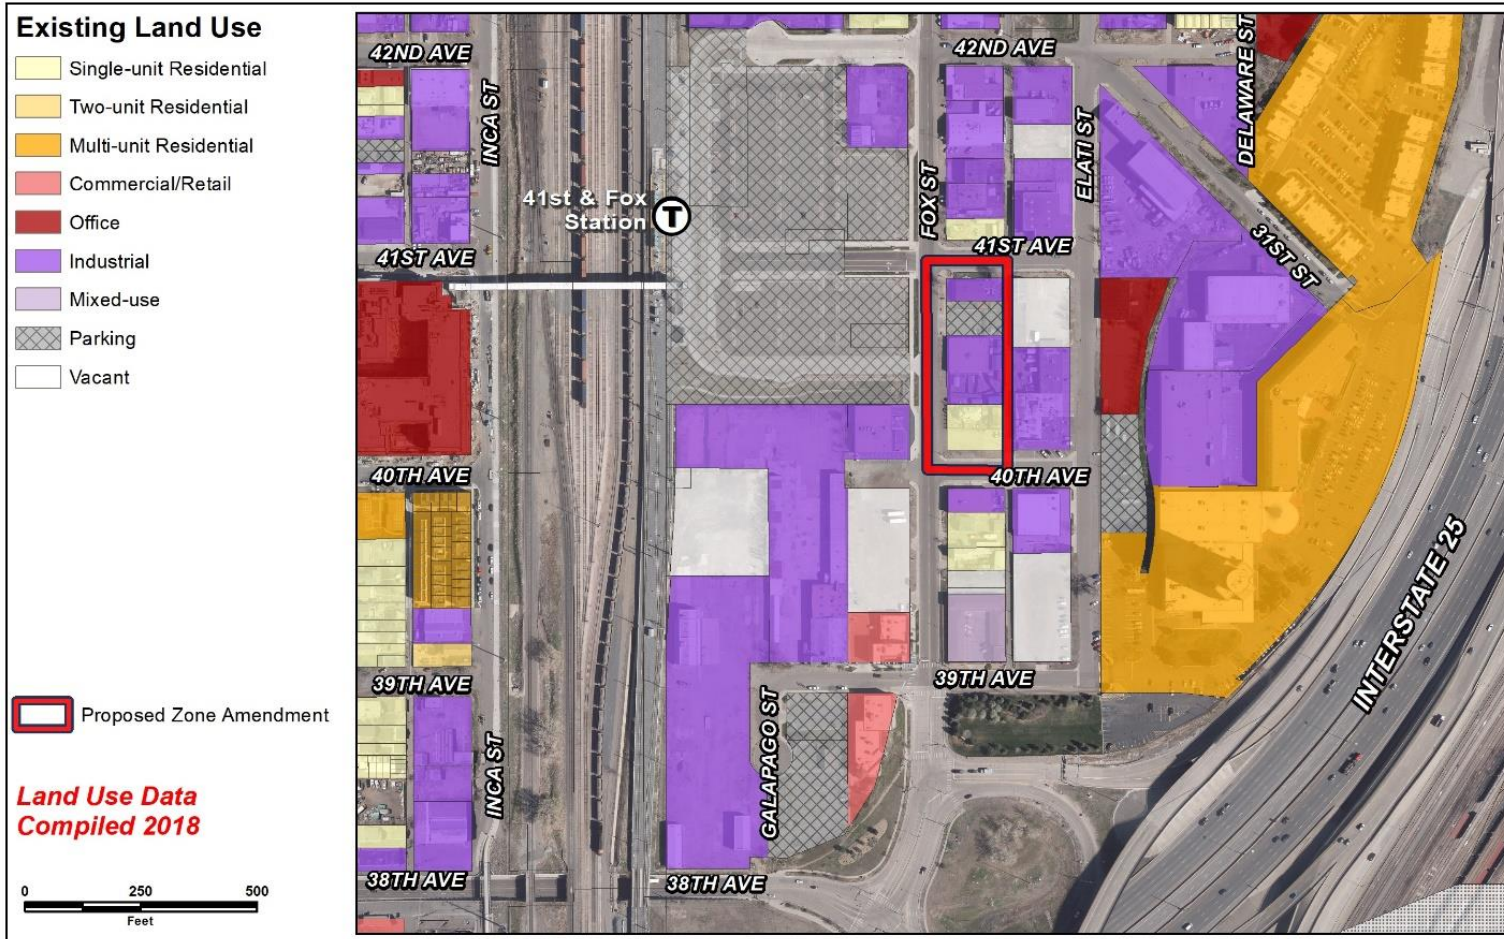 Existing Land Use
Single-unit Residential
Two-unit Residential
Multi-unit Residential
Commercial/Retail
Office
Industrial
Mixed-use
Parking
Vacant
Proposed Zone Amendment
Land Use Data
Compiled 2018
0 250 500
Feet
42ND AVE
42ND AVE
DELAWARE ST
INCA ST
ELATI ST
41st & Fox
Station
T
FOX ST
41ST AVE
41ST AVE
31ST ST
40TH AVE
40TH AVE
INTERSTATE 25
39TH AVE
39TH AVE
GALAPAGO ST
INCA ST
38TH AVE
38TH AVE